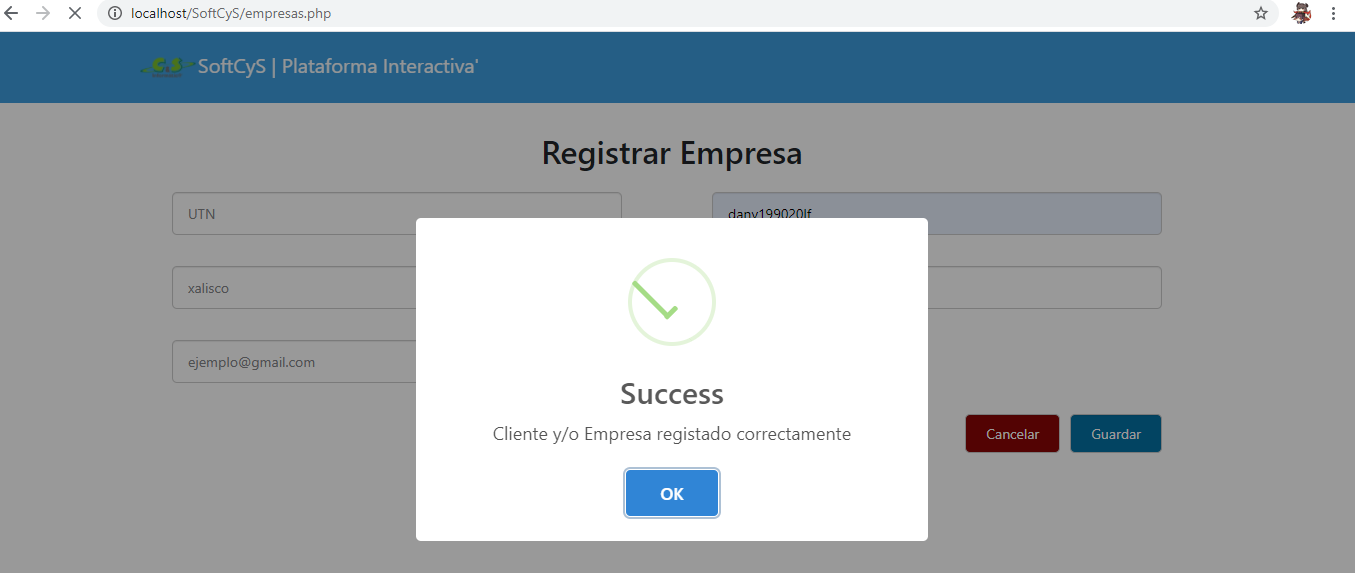 localhost/SoftCyS/empresas.php
SoftCyS | Plataforma Interactiva'
Registrar Empresa
UTN
xalisco
ejemplo@gmail.com
Success
Cliente y/o Empresa registado correctamente
OK
Cancelar
Guardar